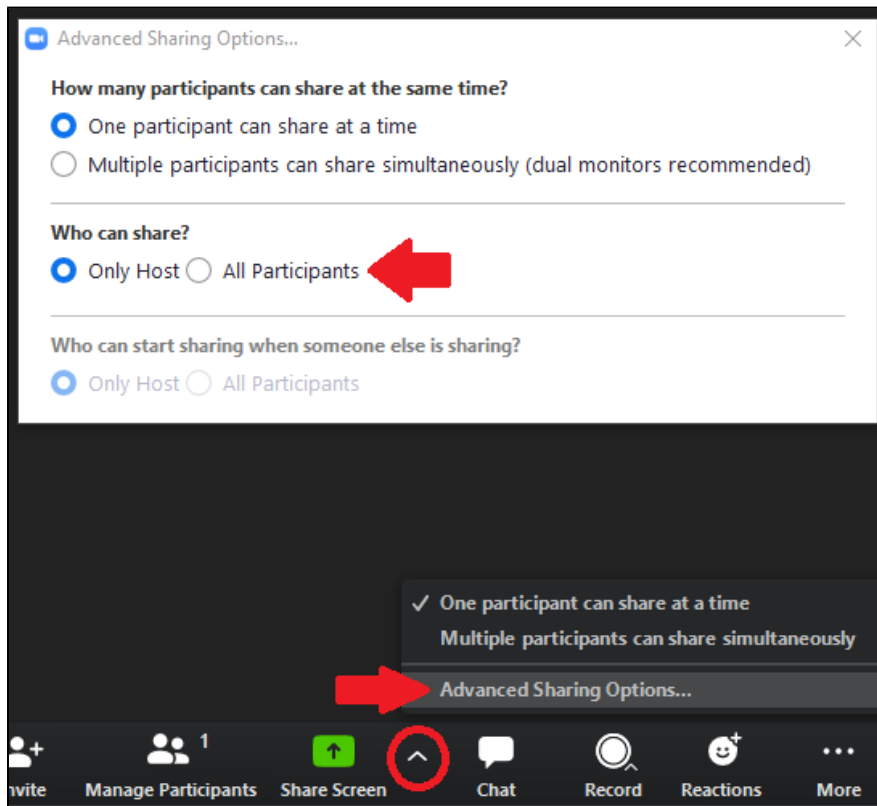 Advanced Sharing Options...
How many participants can share at the same time?
One participant can share at a time
Multiple participants can share simultaneously (dual monitors recommended)
Who can share?
Only Host All Participants
Who can start sharing when someone else is sharing?
Only Host All Participants
One participant can share at a time
Multiple participants can share simultaneously
Advanced Sharing Options...
1
nvite Manage Participants Share Screen Chat Record Reactions More